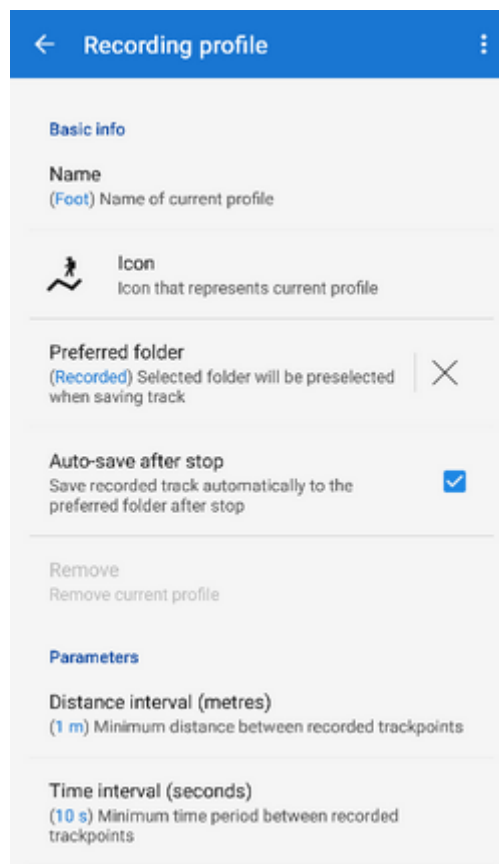 Recording profile
Basic info
Name
(Foot) Name of current profile
Icon
Icon that represents current profile
Preferred folder
(Recorded) Selected folder will be preselected
when saving track
Auto-save after stop
Save recorded track automatically to the
preferred folder after stop
Remove
Remove current profile
Parameters
Distance interval (metres)
(1 m) Minimum distance between recorded trackpoints
Time interval (seconds)
(10 s) Minimum time period between recorded
trackpoints